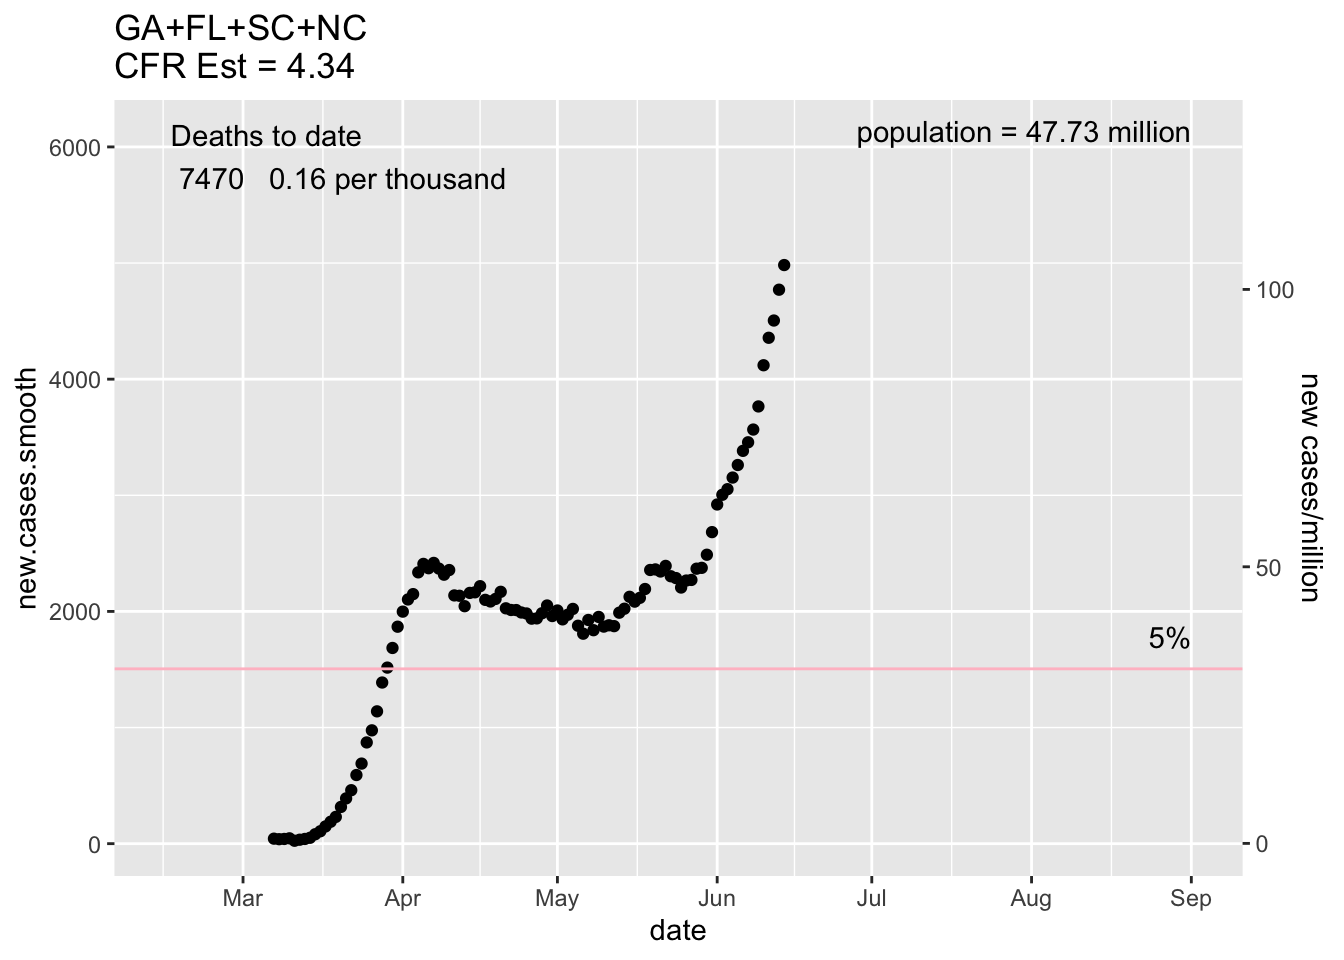 GA+FL+SC+NC
CFR Est = 4.34
Deaths to date
7470 0.16 per thousand
population = 47.73 million
6000
4000
2000
0
new.cases.smooth
100
50
0
new cases/million
5%
Mar Apr May Jun Jul Aug Sep
date